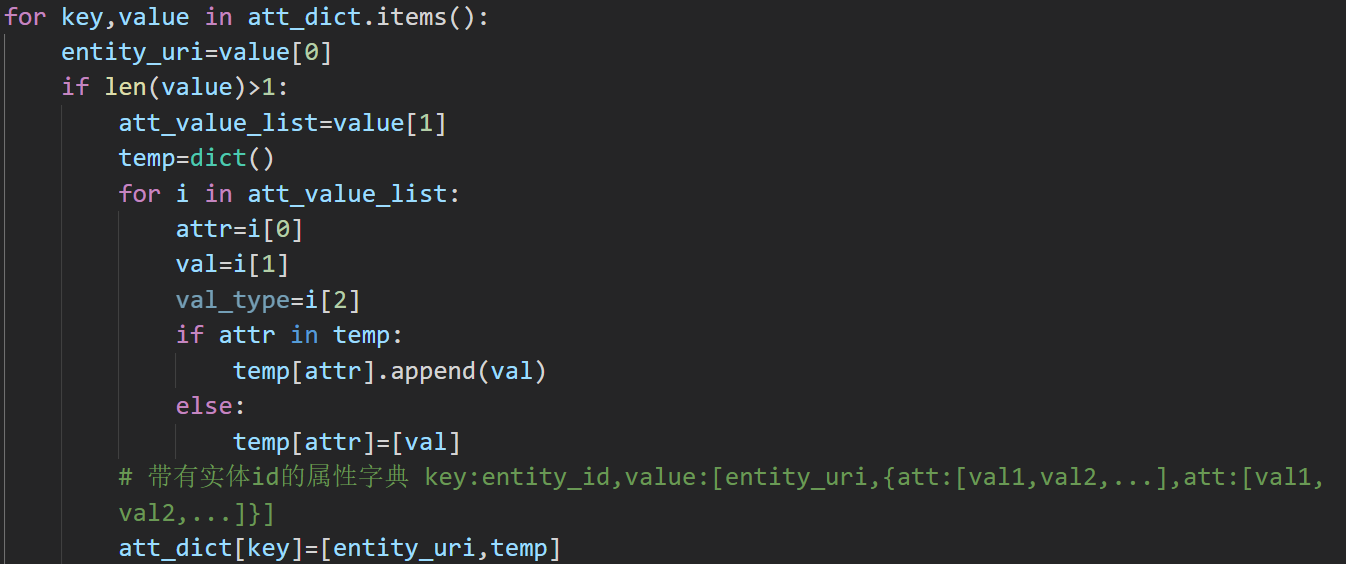 for key,value in att_dict.items():
    entity_uri=value[0]
    if len(value)>1:
        att_value_list=value[1]
        temp=dict()
        for i in att_value_list:
            attr=i[0]
            val=i[1]
            val_type=i[2]
            if attr in temp:
                temp[attr].append(val)
            else:
                temp[attr]=[val]
        # 带有实体id的属性字典 key:entity_id,value:[entity_uri,{att:[val1,val2,...],att:[val1,
        val2,...]}]
        att_dict[key]=[entity_uri,temp]